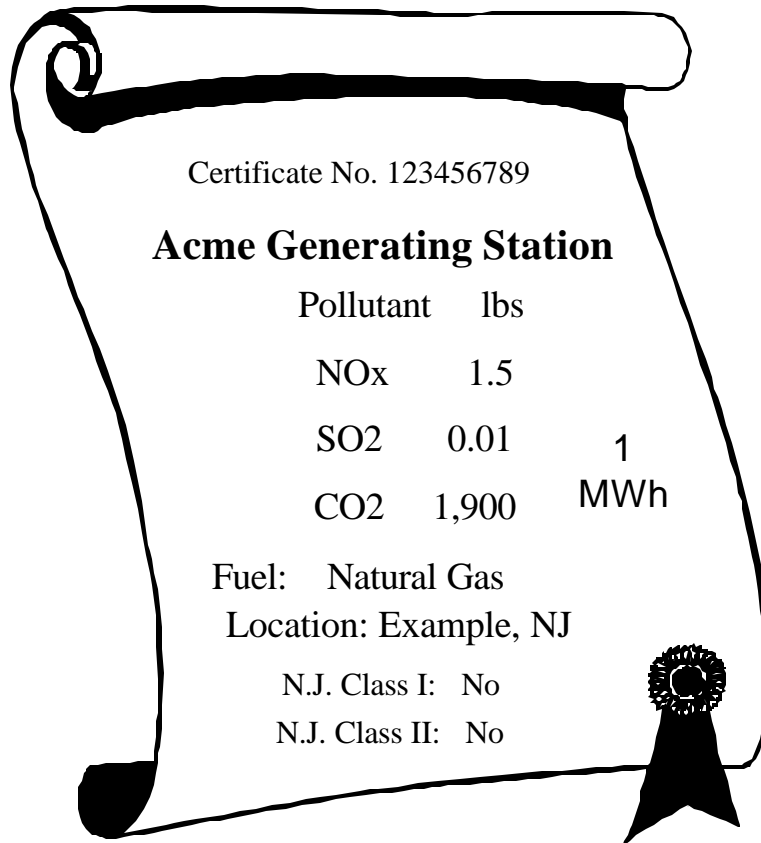 Certificate No. 123456789
Acme Generating Station
Pollutant lbs
NOx 1.5
SO2 0.01
CO2 1,900
1
MWh
Fuel: Natural Gas
Location: Example, NJ
N.J. Class I: No
N.J. Class II: No